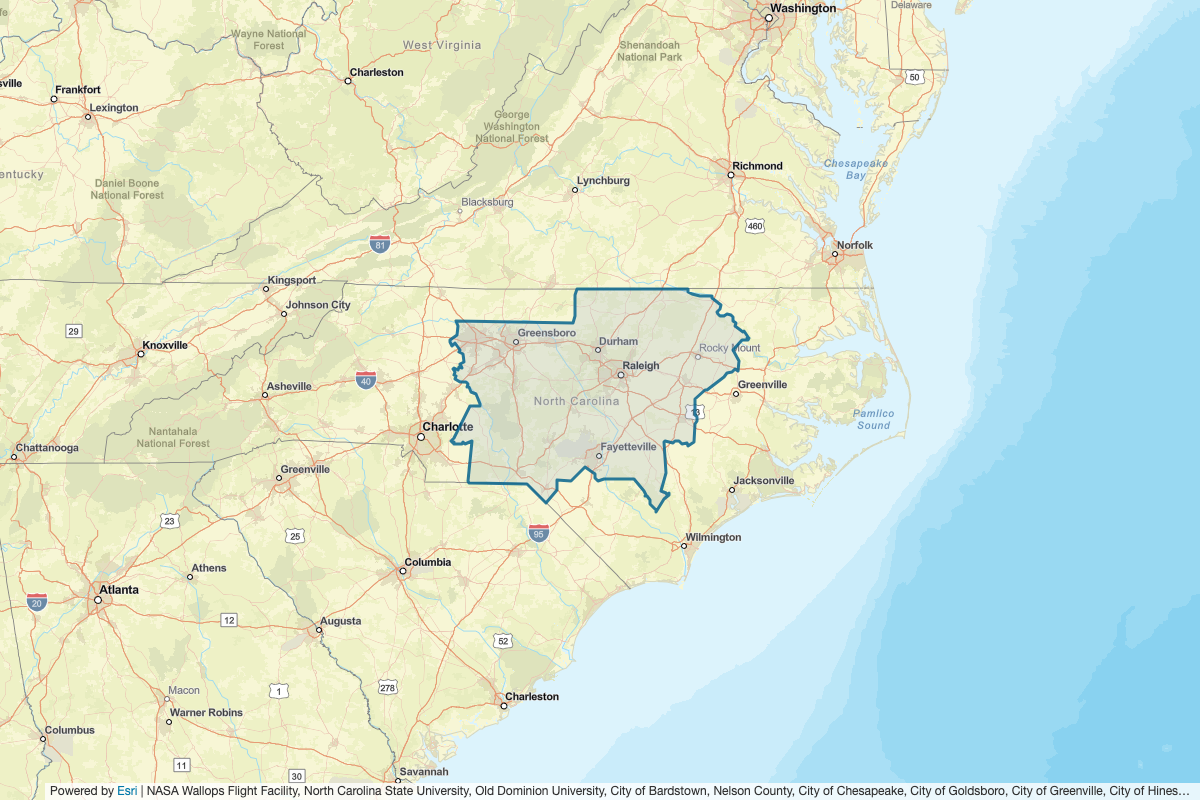 Washington
Delaware
Wayne National
Forest
West Virginia
Shenandoah
National Park
Charleston
50
sville
Frankfort
Lexington
George
Washington
National Forest
Chesapeake
Bay
Richmond
entucky
Daniel Boone
National Forest
Lynchburg
Blacksburg
460
81
Norfolk
Kingsport
Johnson City
29
Greensboro
Durham
Rocky Mount
Knoxville
Raleigh
40
Asheville
Greenville
North Carolina
13
Pamlico
Sound
Charlotte
Nantahala
National Forest
Chattanooga
Fayetteville
Greenville
Jacksonville
23
25
95
Wilmington
Columbia
Athens
Atlanta
20
12
Augusta
52
278
1
Macon
Charleston
Warner Robins
Columbus
11
30
Savannah
Powered by Esri | NASA Wallops Flight Facility, North Carolina State University, Old Dominion University, City of Bardstown, Nelson County, City of Chesapeake, City of Goldsboro, City of Greenville, City of Hines…